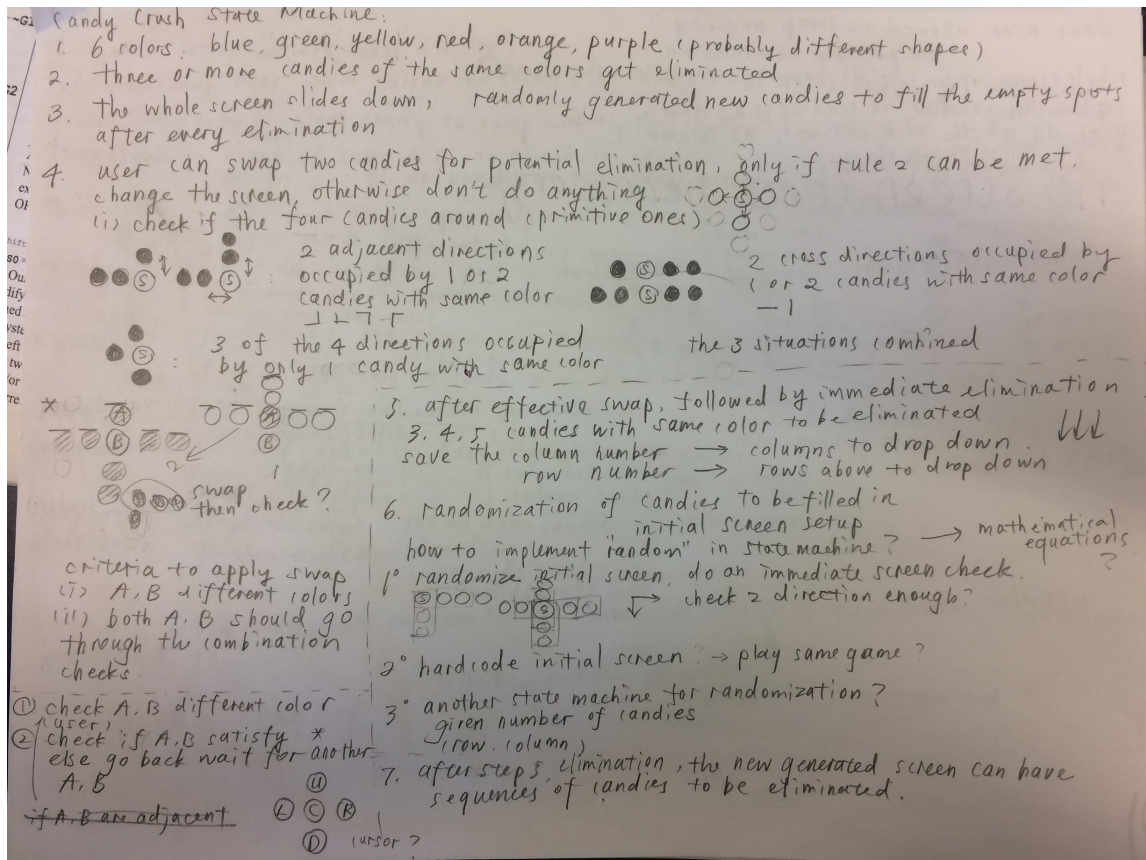 Candy Crush State Machine:
1. 6 colors. blue, green, yellow, red, orange, purple (probably different shapes)
2. three or more candies of the same colors get eliminated
3. the whole screen slides down, randomly generated new candies to fill the empty spots
after every elimination
4. user can swap two candies for potential elimination, only if rule 2 can be met.
change the screen, otherwise don't do anything
(i) check if the four candies around (primitive ones)
S
2 adjacent directions
occupied by 1 or 2
candies with same color
S
S
:
2 cross directions occupied by
1 or 2 candies with same color
S
S
3 of the 4 directions occupied
by only 1 candy with same color
S
:
the 3 situations combined
*
A
B
A
B
2
1
swap
then check?
criteria to apply swap
(i) A, B different colors
(ii) both A. B should go
through the combination
checks.
① check A, B different color
(user)
② check if A, B satisfy *
else go back wait for another
A, B
if A, B are adjacent
U
L C R
D
cursor?
5. after effective swap, followed by immediate elimination
3, 4, 5 candies with same color to be eliminated
save the column number → columns to drop down.
row number → rows above to drop down
6. randomization of candies to be filled in
initial screen setup
how to implement "random" in state machine? → mathematical
equations
?
1° randomize initial screen, do an immediate screen check.
S
S
check 2 direction enough?
2° hardcode initial screen? → play same game?
3° another state machine for randomization?
given number of candies
(row. column)
7. after step 5, elimination, the new generated screen can have
sequences of candies to be eliminated.